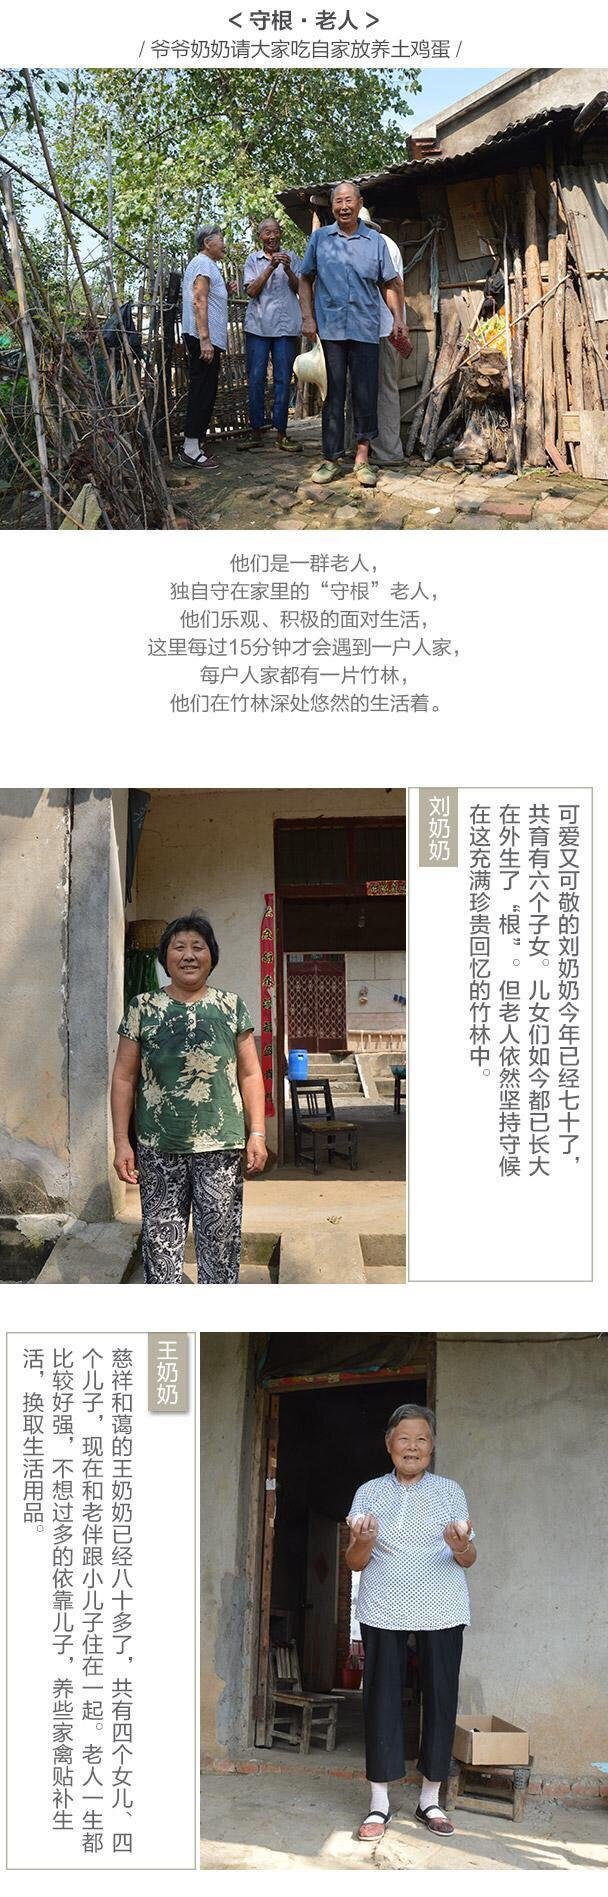 < 守根·老人 >
/ 爷爷奶奶请大家吃自家放养土鸡蛋 /
他们是一群老人，
独自守在家里的“守根”老人，
他们乐观、积极的面对生活，
这里每过15分钟才会遇到一户人家，
每户人家都有一片竹林，
他们在竹林深处悠然的生活着。
刘奶奶
可爱又可敬的刘奶奶今年已经七十了，
共育有六个子女。儿女们如今都已长大
在外生了“根”。但老人依然坚持守候
在这充满珍贵回忆的竹林中。
王奶奶
慈祥和蔼的王奶奶已经八十多了，共有四个女儿、四
个儿子，现在和老伴跟小儿子住在一起。老人一生都
比较好强，不想过多的依靠儿子，养些家禽贴补生
活，换取生活用品。